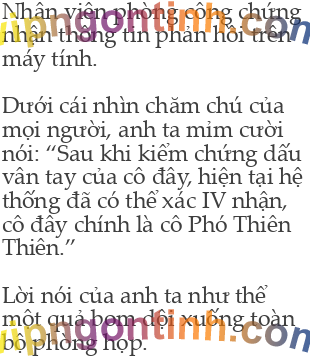 Nhân viên phòng công chứng
nhận thông tin phản hồi trên
máy tính.
Dưới cái nhìn chăm chú của
mọi người, anh ta mỉm cười
nói: “Sau khi kiểm chứng dấu
vân tay của cô đây, hiện tại hệ
thống đã có thể xác IV nhận,
cô đây chính là cô Phó Thiên
Thiên.”
Lời nói của anh ta như thể
một quả bom dội xuống toàn
bộ phòng họp.
vipngontinh.com
vipngontinh.com